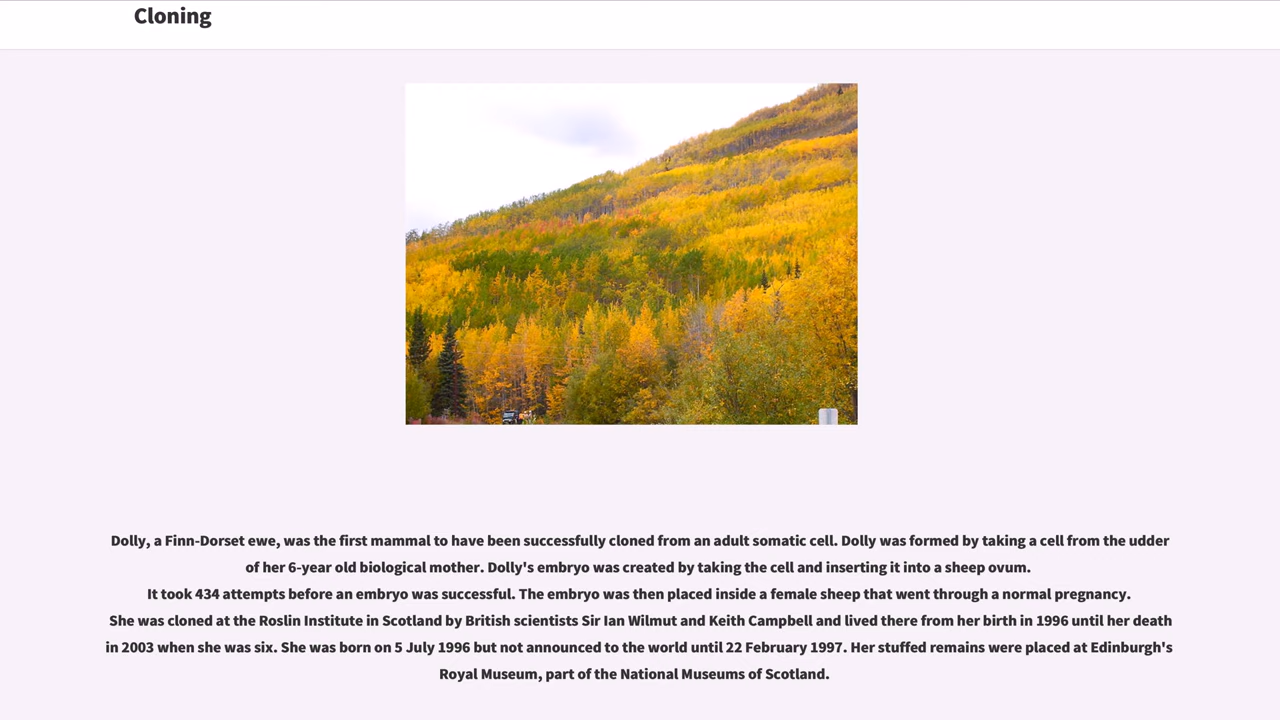 Cloning
Dolly, a Finn-Dorset ewe, was the first mammal to have been successfully cloned from an adult somatic cell. Dolly was formed by taking a cell from the udder
of her 6-year old biological mother. Dolly's embryo was created by taking the cell and inserting it into a sheep ovum.
It took 434 attempts before an embryo was successful. The embryo was then placed inside a female sheep that went through a normal pregnancy.
She was cloned at the Roslin Institute in Scotland by British scientists Sir Ian Wilmut and Keith Campbell and lived there from her birth in 1996 until her death
in 2003 when she was six. She was born on 5 July 1996 but not announced to the world until 22 February 1997. Her stuffed remains were placed at Edinburgh's
Royal Museum, part of the National Museums of Scotland.